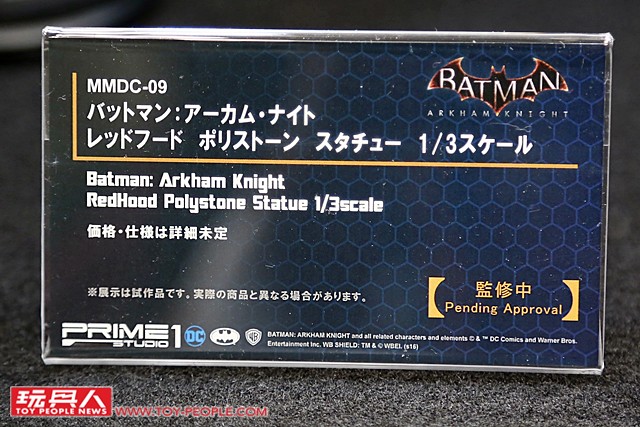 MMDC-09
バットマン：アーカム・ナイト
レッドフード ポリストーン スタチュー 1/3スケール
BATMAN
ARKHAM KNIGHT
Batman: Arkham Knight
RedHood Polystone Statue 1/3scale
価格・仕様は詳細未定
※展示は試作品です。実際の商品と異なる場合があります。
【監修中
Pending Approval】
PRIME 1
STUDIO
DC
WB
BATMAN: ARKHAM KNIGHT and all related characters and elements © & ™ DC Comics and Warner Bros.
Entertainment Inc. WB SHIELD: TM & © WBEI. (s16)
玩具人
TOY PEOPLE NEWS
WWW.TOY-PEOPLE.COM